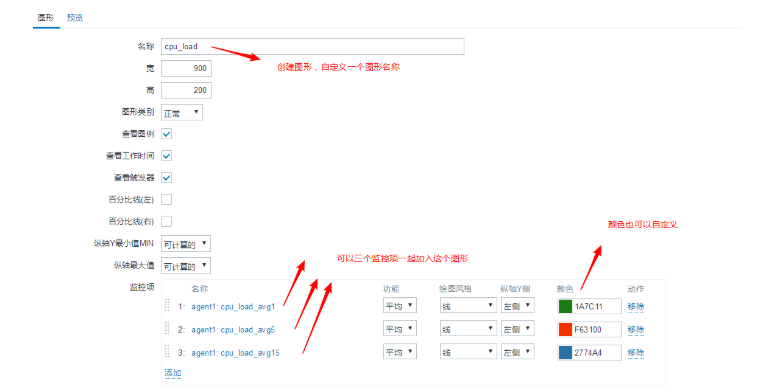 图形 预览
名称 cpu_load
创建图形，自定义一个图形名称
宽 900
高 200
图形类别 正常
查看图例
查看工作时间
查看触发器
百分比线(左)
百分比线(右)
颜色也可以自定义
纵轴Y最小值MIN 可计算的
可以三个监控项一起加入这个图形
纵轴最大值 可计算的
监控项 名称 功能 绘图风格 纵轴Y侧 颜色 动作
1: agent1: cpu_load_avg1 平均 线 左侧 1A7C11 移除
2: agent1: cpu_load_avg5 平均 线 左侧 F63100 移除
3: agent1: cpu_load_avg15 平均 线 左侧 2774A4 移除
添加